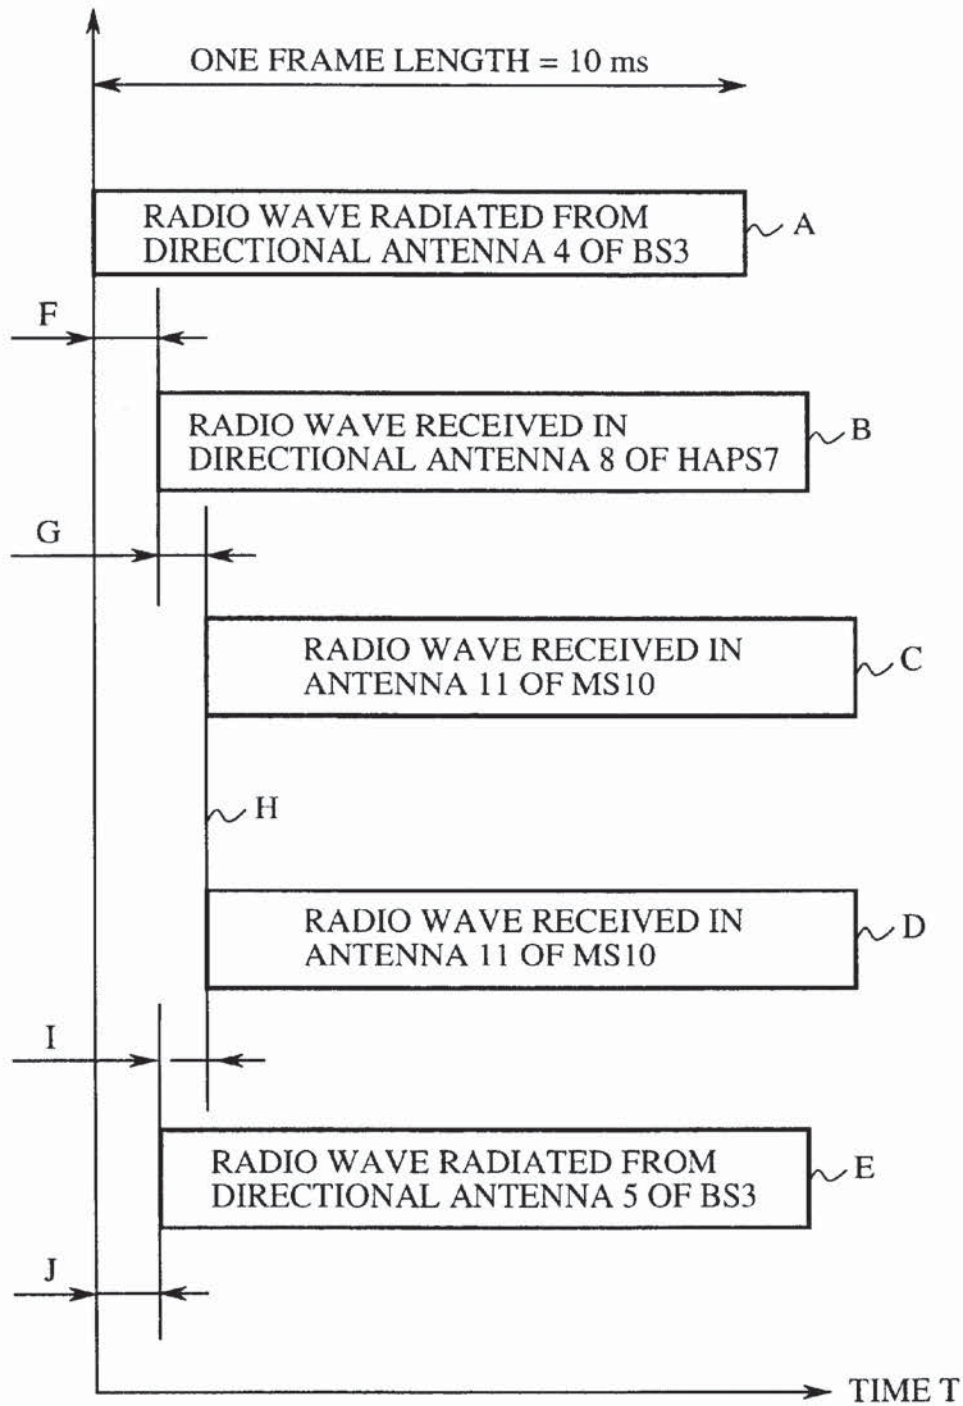 ONE FRAME LENGTH = 10 ms
RADIO WAVE RADIATED FROM
DIRECTIONAL ANTENNA 4 OF BS3
A
F
RADIO WAVE RECEIVED IN
DIRECTIONAL ANTENNA 8 OF HAPS7
B
G
RADIO WAVE RECEIVED IN
ANTENNA 11 OF MS10
C
H
RADIO WAVE RECEIVED IN
ANTENNA 11 OF MS10
D
I
RADIO WAVE RADIATED FROM
DIRECTIONAL ANTENNA 5 OF BS3
E
J
TIME T